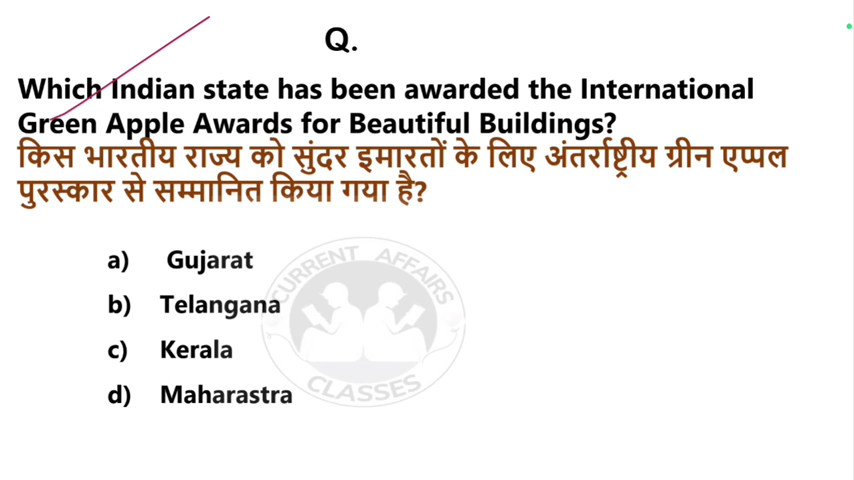 Q.
Which Indian state has been awarded the International
Green Apple Awards for Beautiful Buildings?
किस भारतीय राज्य को सुंदर इमारतों के लिए अंतर्राष्ट्रीय ग्रीन एप्पल
पुरस्कार से सम्मानित किया गया है?
a) Gujarat
b) Telangana
c) Kerala
d) Maharastra
CURRENT AFFAIRS
CLASSES